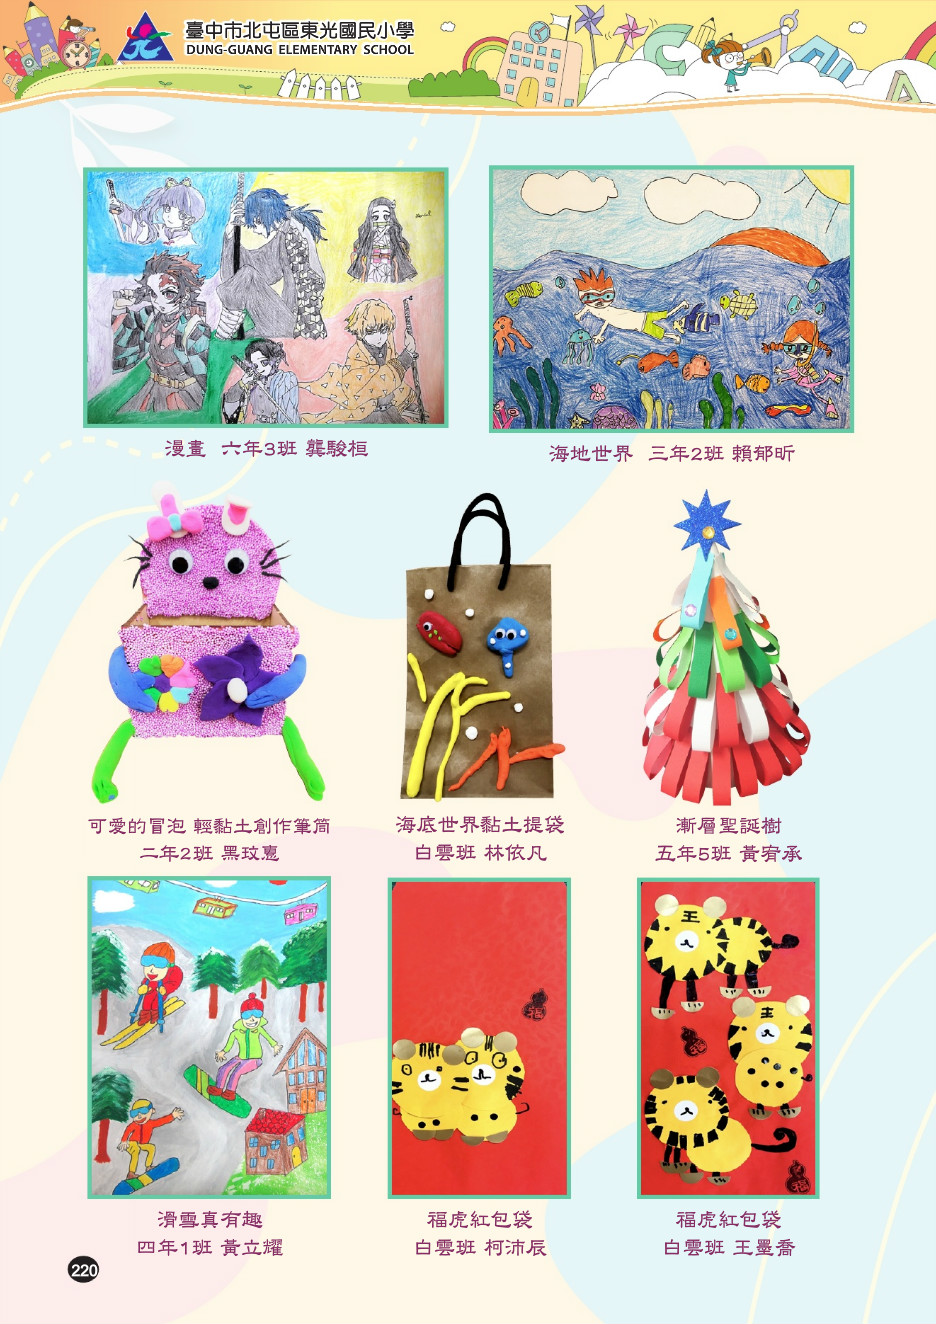 臺中市北屯區東光國民小學
DUNG-GUANG ELEMENTARY SCHOOL
漫畫 六年3班 龔駿桓
海地世界 三年2班 賴郁昕
可愛的冒泡 輕黏土創作筆筒
二年2班 黑玟憙
海底世界黏土提袋
白雲班 林依凡
漸層聖誕樹
五年5班 黃宥承
王
王
福
滑雪真有趣
四年1班 黃立耀
福虎紅包袋
白雲班 柯沛辰
福虎紅包袋
白雲班 王墨喬
220